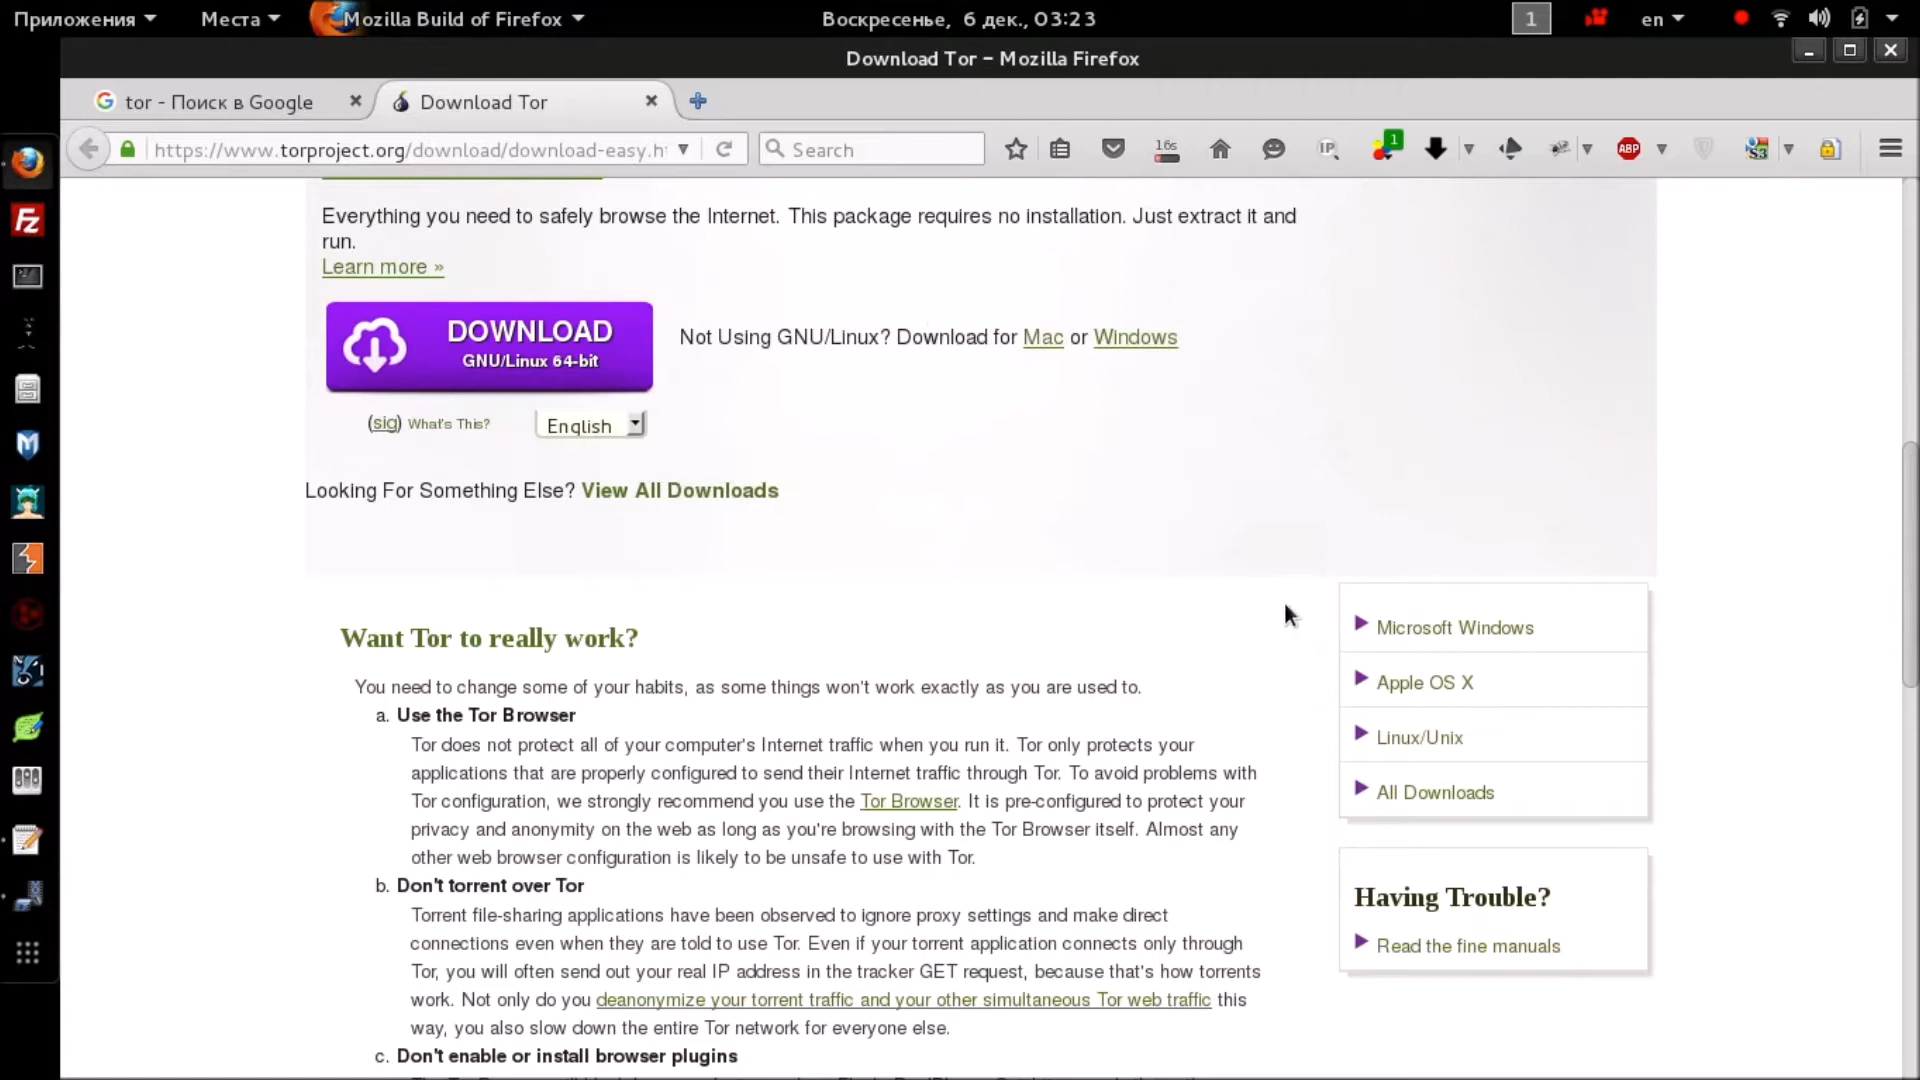 Приложения Места Mozilla Build of Firefox Воскресенье, 6 дек., 03:23 1 en
Download Tor – Mozilla Firefox
tor - Поиск в Google Download Tor
https://www.torproject.org/download/download-easy.h Search 16s IP 1 ABP S3
Fz
Everything you need to safely browse the Internet. This package requires no installation. Just extract it and
run.
Learn more »
DOWNLOAD
GNU/Linux 64-bit
Not Using GNU/Linux? Download for Mac or Windows
(sig) What's This? English
Looking For Something Else? View All Downloads
Want Tor to really work?
You need to change some of your habits, as some things won't work exactly as you are used to.
a. Use the Tor Browser
Tor does not protect all of your computer's Internet traffic when you run it. Tor only protects your
applications that are properly configured to send their Internet traffic through Tor. To avoid problems with
Tor configuration, we strongly recommend you use the Tor Browser. It is pre-configured to protect your
privacy and anonymity on the web as long as you're browsing with the Tor Browser itself. Almost any
other web browser configuration is likely to be unsafe to use with Tor.
b. Don't torrent over Tor
Torrent file-sharing applications have been observed to ignore proxy settings and make direct
connections even when they are told to use Tor. Even if your torrent application connects only through
Tor, you will often send out your real IP address in the tracker GET request, because that's how torrents
work. Not only do you deanonymize your torrent traffic and your other simultaneous Tor web traffic this
way, you also slow down the entire Tor network for everyone else.
c. Don't enable or install browser plugins
Microsoft Windows
Apple OS X
Linux/Unix
All Downloads
Having Trouble?
Read the fine manuals